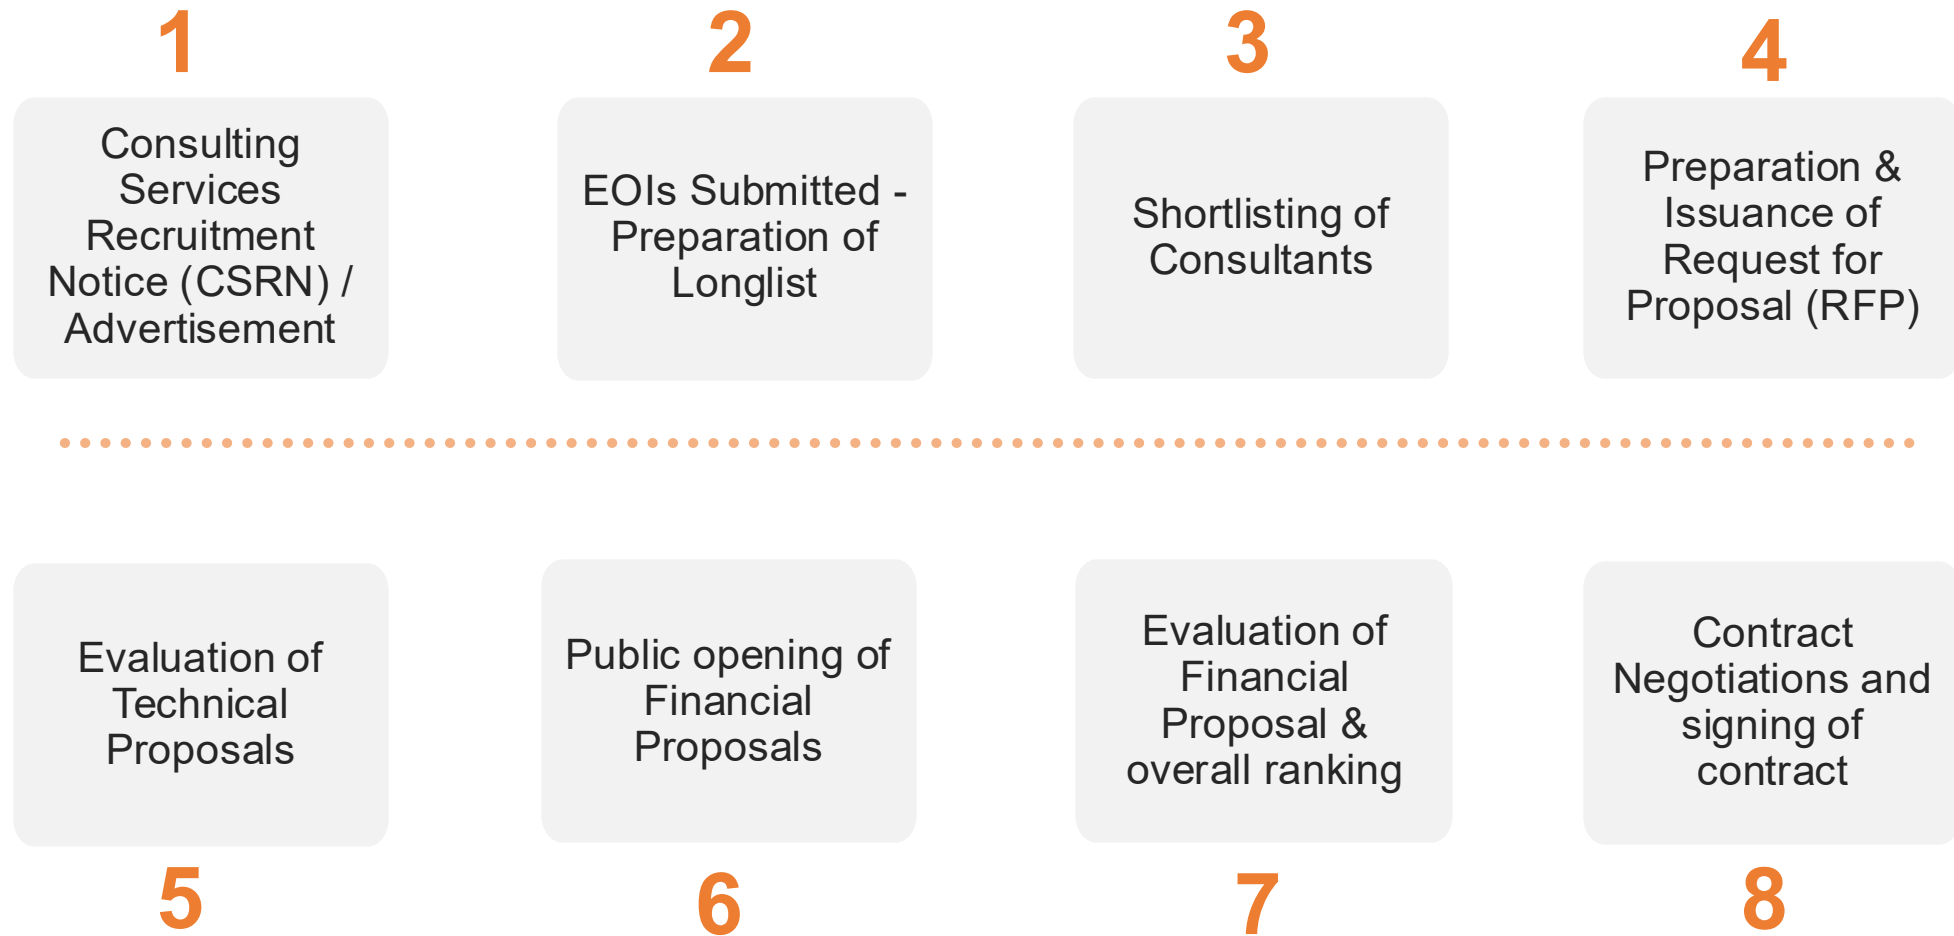 1
Consulting
Services
Recruitment
Notice (CSRN) /
Advertisement
2
EOIs Submitted -
Preparation of
Longlist
3
Shortlisting of
Consultants
4
Preparation &
Issuance of
Request for
Proposal (RFP)
Evaluation of
Technical
Proposals
5
Public opening of
Financial
Proposals
6
Evaluation of
Financial
Proposal &
overall ranking
7
Contract
Negotiations and
signing of
contract
8